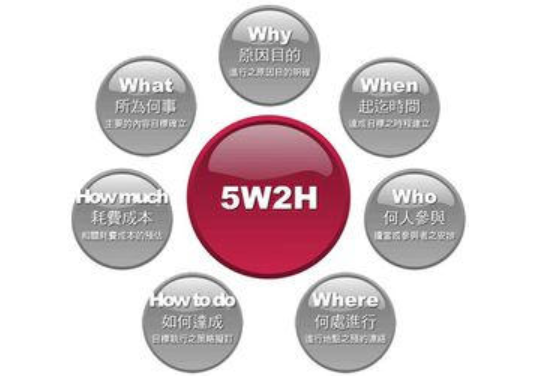 Why
原因目的
進行之原因目的明確
When
起迄時間
達成目標之時程建立
Who
何人參與
擔當或參與者之安排
Where
何處進行
進行地點之預約連絡
How to do
如何達成
目標執行之策略擬訂
How much
耗費成本
相關耗費成本的預估
What
所為何事
主要的內容目標確立
5W2H